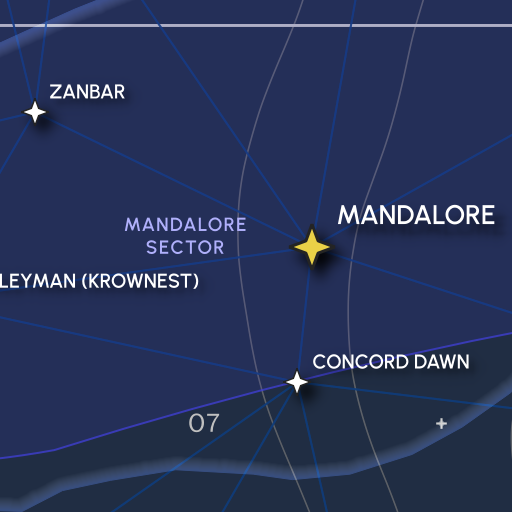 ZANBAR
MANDALORE
MANDALORE
SECTOR
LEYMAN (KROWNEST)
CONCORD DAWN
07